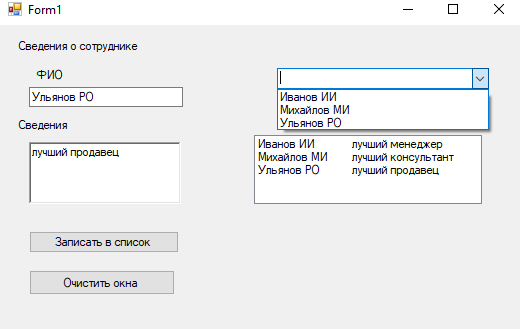 Form1
Сведения о сотруднике
ФИО
Ульянов РО
Иванов ИИ
Михайлов МИ
Ульянов РО
Сведения
лучший продавец
Иванов ИИ лучший менеджер
Михайлов МИ лучший консультант
Ульянов РО лучший продавец
Записать в список
Очистить окна